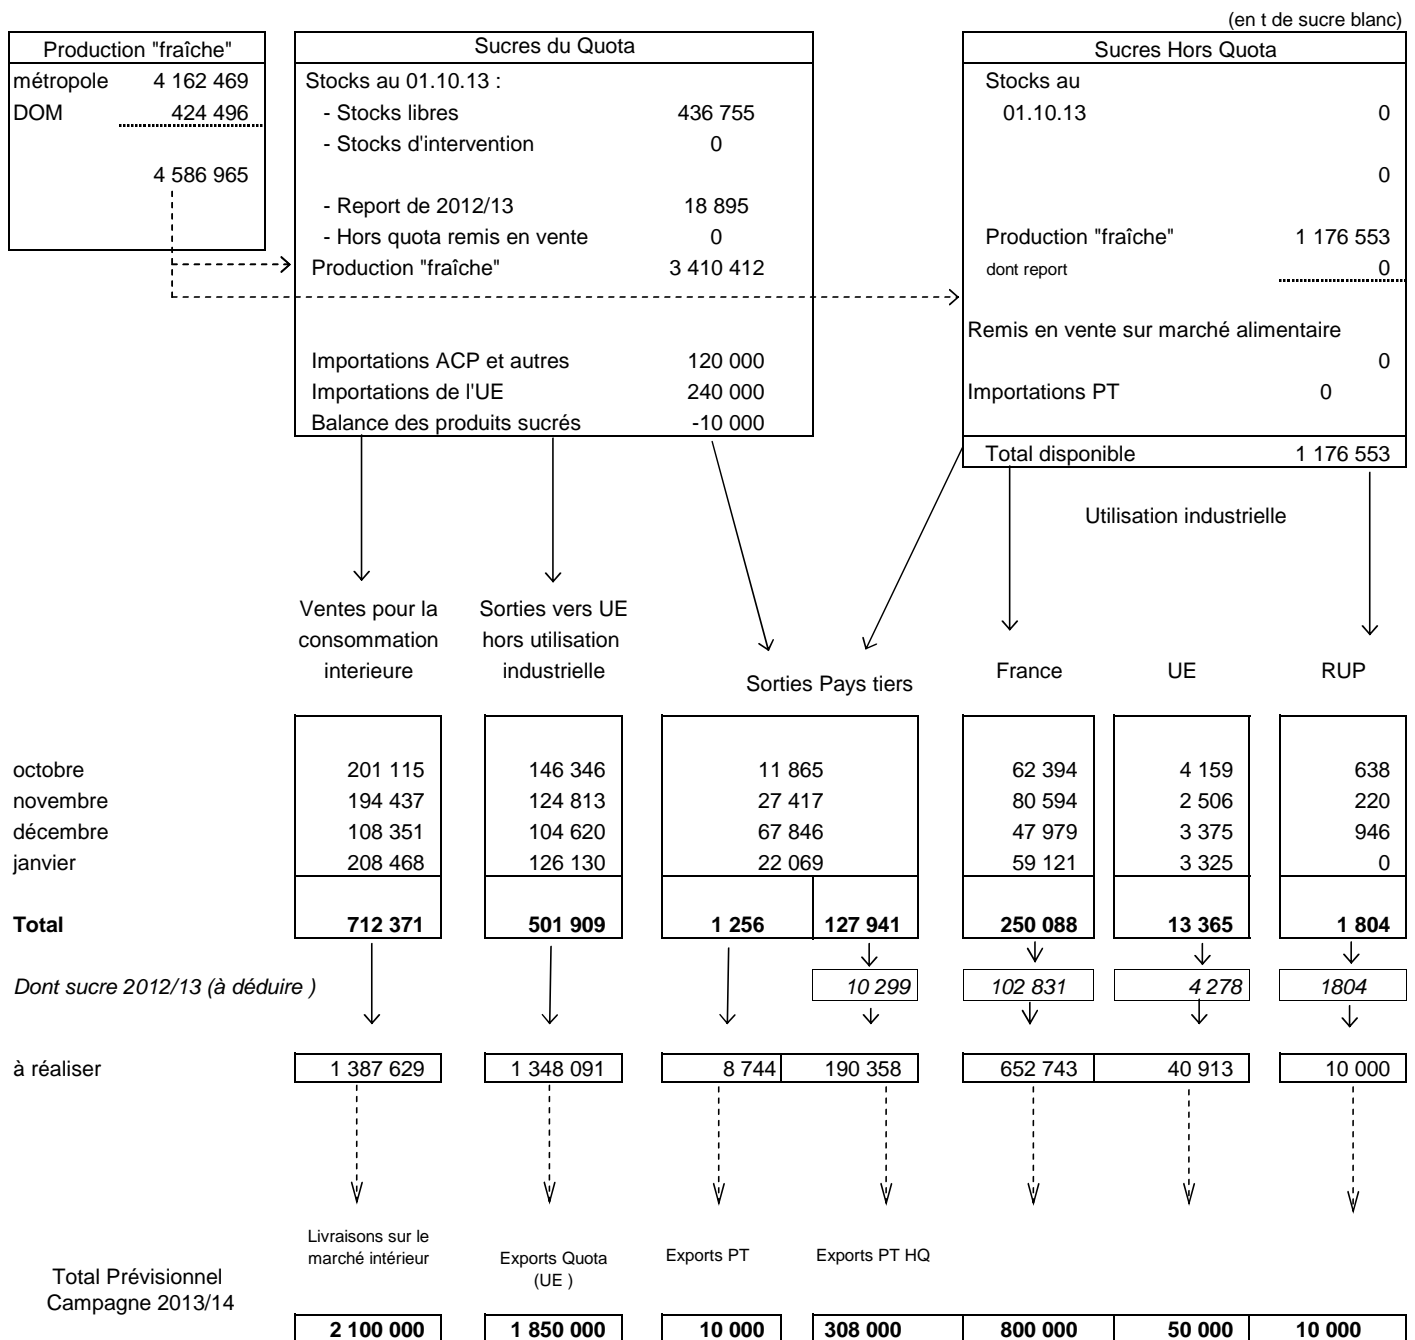 (en t de sucre blanc)
Production "fraîche"
métropole 4 162 469
DOM 424 496
4 586 965
Sucres du Quota
Stocks au 01.10.13 :
- Stocks libres 436 755
- Stocks d'intervention 0
- Report de 2012/13 18 895
- Hors quota remis en vente 0
Production "fraîche" 3 410 412
Importations ACP et autres 120 000
Importations de l'UE 240 000
Balance des produits sucrés -10 000
Sucres Hors Quota
Stocks au
01.10.13 0
0
Production "fraîche" 1 176 553
dont report 0
Remis en vente sur marché alimentaire
0
Importations PT 0
Total disponible 1 176 553
Utilisation industrielle
Ventes pour la
consommation
interieure
Sorties vers UE
hors utilisation
industrielle
Sorties Pays tiers
France UE RUP
octobre 201 115 146 346 11 865 62 394 4 159 638
novembre 194 437 124 813 27 417 80 594 2 506 220
décembre 108 351 104 620 67 846 47 979 3 375 946
janvier 208 468 126 130 22 069 59 121 3 325 0
Total 712 371 501 909 1 256 127 941 250 088 13 365 1 804
Dont sucre 2012/13 (à déduire ) 10 299 102 831 4 278 1804
à réaliser 1 387 629 1 348 091 8 744 190 358 652 743 40 913 10 000
Livraisons sur le
marché intérieur
Exports Quota
(UE )
Exports PT
Exports PT HQ
Total Prévisionnel
Campagne 2013/14
2 100 000 1 850 000 10 000 308 000 800 000 50 000 10 000